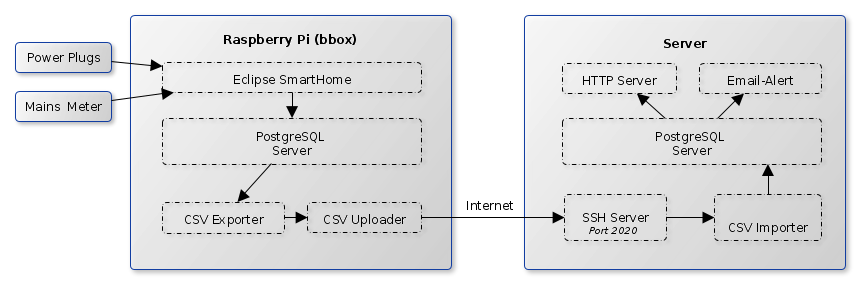 Raspberry Pi (bbox)
Power Plugs
Mains Meter
Eclipse SmartHome
PostgreSQL
Server
CSV Exporter
CSV Uploader
Internet
Server
HTTP Server
Email-Alert
PostgreSQL
Server
SSH Server
Port 2020
CSV Importer